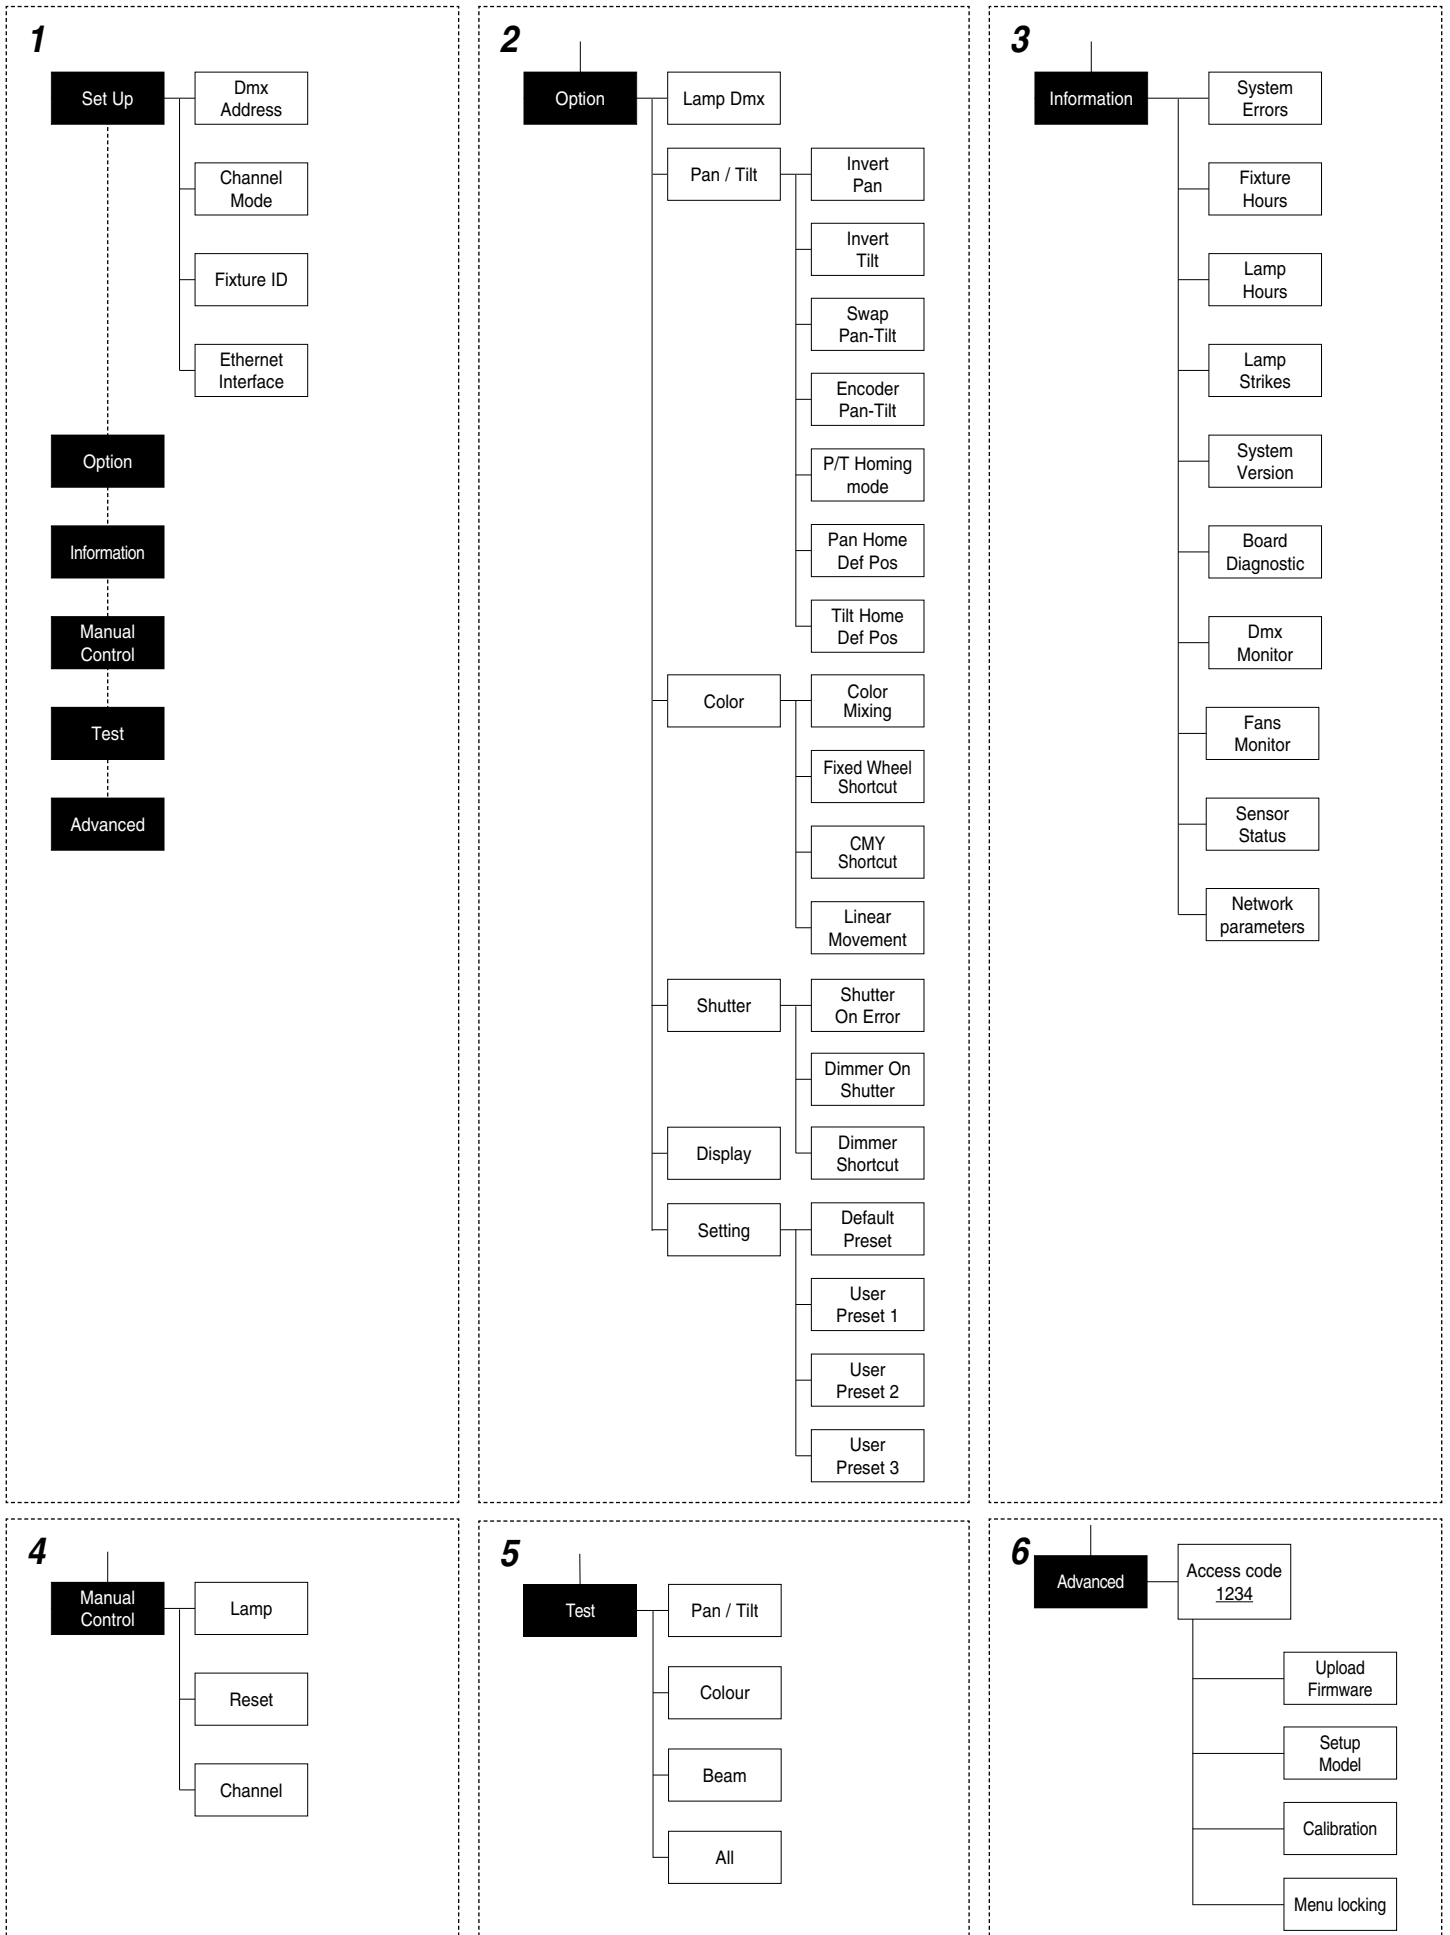 1
Set Up
Dmx
Address
Channel
Mode
Fixture ID
Ethernet
Interface
Option
Information
Manual
Control
Test
Advanced
2
Option
Lamp Dmx
Pan / Tilt
Invert
Pan
Invert
Tilt
Swap
Pan-Tilt
Encoder
Pan-Tilt
P/T Homing
mode
Pan Home
Def Pos
Tilt Home
Def Pos
Color
Color
Mixing
Fixed Wheel
Shortcut
CMY
Shortcut
Linear
Movement
Shutter
Shutter
On Error
Dimmer On
Shutter
Dimmer
Shortcut
Display
Setting
Default
Preset
User
Preset 1
User
Preset 2
User
Preset 3
3
Information
System
Errors
Fixture
Hours
Lamp
Hours
Lamp
Strikes
System
Version
Board
Diagnostic
Dmx
Monitor
Fans
Monitor
Sensor
Status
Network
parameters
4
Manual
Control
Lamp
Reset
Channel
5
Test
Pan / Tilt
Colour
Beam
All
6
Advanced
Access code
1234
Upload
Firmware
Setup
Model
Calibration
Menu locking